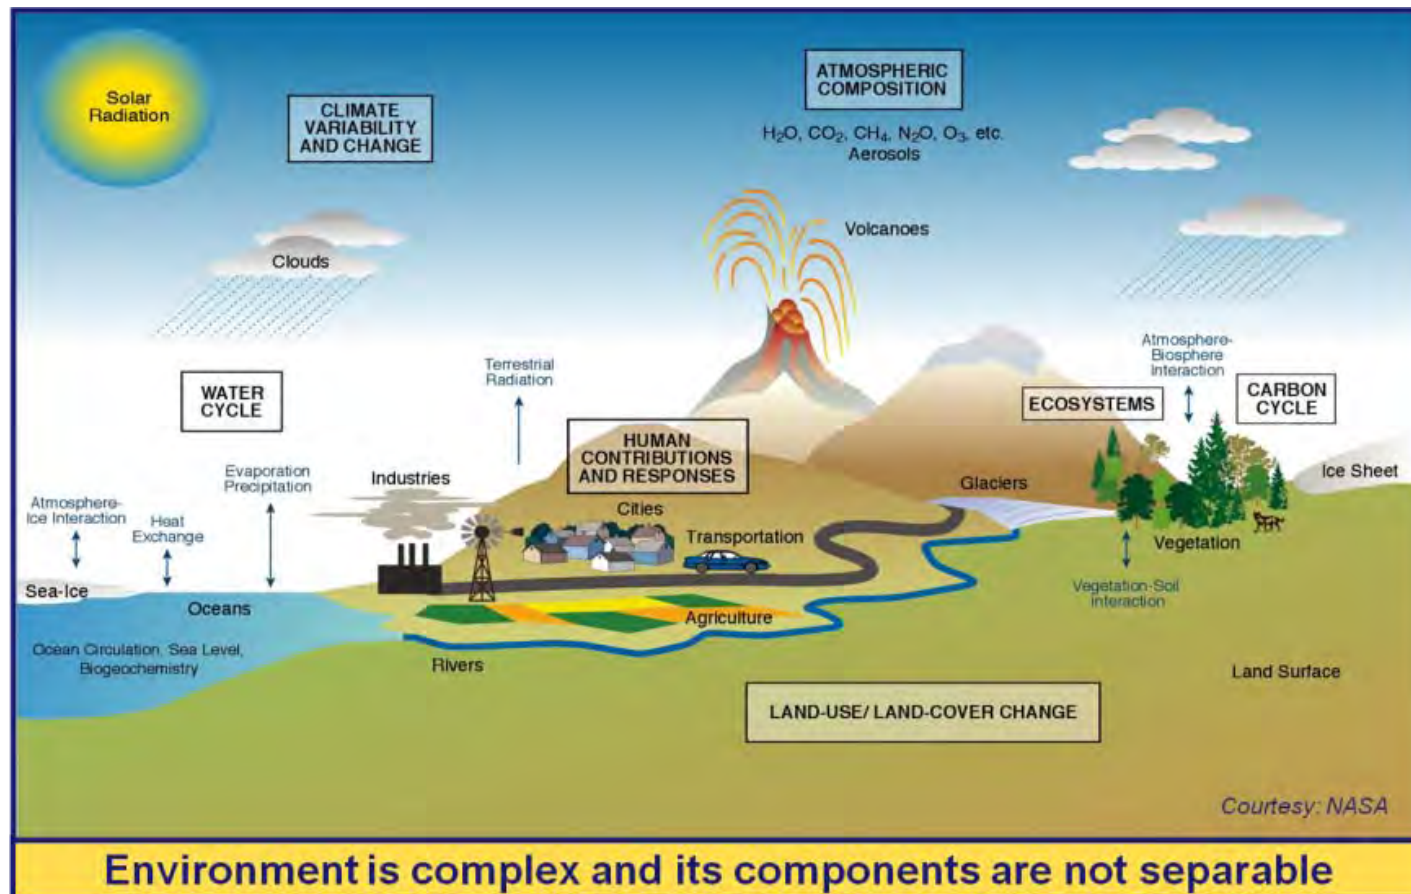 Solar
Radiation
CLIMATE
VARIABILITY
AND CHANGE
ATMOSPHERIC
COMPOSITION
H₂O, CO₂, CH₄, N₂O, O₃, etc.
Aerosols
Volcanoes
Clouds
Terrestrial
Radiation
Atmosphere-
Biosphere
Interaction
WATER
CYCLE
ECOSYSTEMS
CARBON
CYCLE
HUMAN
CONTRIBUTIONS
AND RESPONSES
Evaporation
Precipitation
Industries
Ice Sheet
Glaciers
Atmosphere-
Ice Interaction
Heat
Exchange
Cities
Transportation
Vegetation
Sea-Ice
Oceans
Vegetation-Soil
Interaction
Agriculture
Ocean Circulation, Sea Level,
Biogeochemistry
Rivers
Land Surface
LAND-USE/ LAND-COVER CHANGE
Courtesy: NASA
Environment is complex and its components are not separable